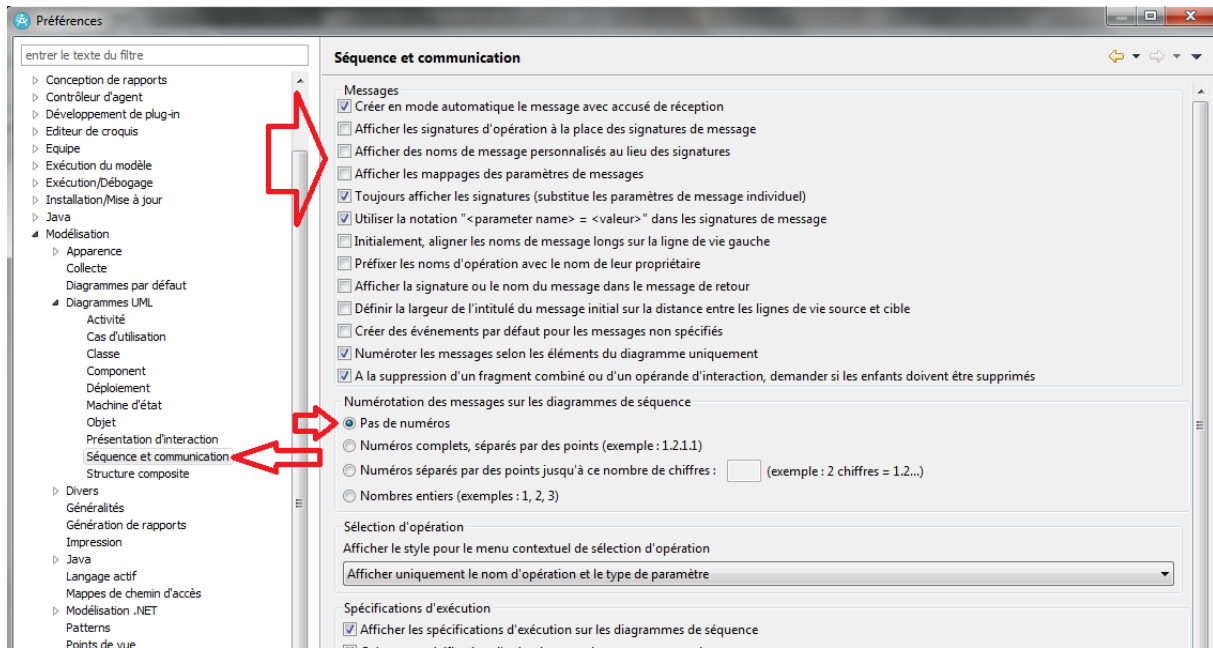 Préférences
entrer le texte du filtre
Conception de rapports
Contrôleur d'agent
Développement de plug-in
Editeur de croquis
Equipe
Exécution du modèle
Exécution/Débogage
Installation/Mise à jour
Java
Modélisation
Apparence
Collecte
Diagrammes par défaut
Diagrammes UML
Activité
Cas d'utilisation
Classe
Component
Déploiement
Machine d'état
Objet
Présentation d'interaction
Séquence et communication
Structure composite
Divers
Généralités
Génération de rapports
Impression
Java
Langage actif
Mappes de chemin d'accès
Modélisation .NET
Patterns
Points de vue
Séquence et communication
Messages
Créer en mode automatique le message avec accusé de réception
Afficher les signatures d'opération à la place des signatures de message
Afficher des noms de message personnalisés au lieu des signatures
Afficher les mappages des paramètres de messages
Toujours afficher les signatures (substitue les paramètres de message individuel)
Utiliser la notation "<parameter name> = <valeur>" dans les signatures de message
Initialement, aligner les noms de message longs sur la ligne de vie gauche
Préfixer les noms d'opération avec le nom de leur propriétaire
Afficher la signature ou le nom du message dans le message de retour
Définir la largeur de l'intitulé du message initial sur la distance entre les lignes de vie source et cible
Créer des événements par défaut pour les messages non spécifiés
Numéroter les messages selon les éléments du diagramme uniquement
A la suppression d'un fragment combiné ou d'un opérande d'interaction, demander si les enfants doivent être supprimés
Numérotation des messages sur les diagrammes de séquence
Pas de numéros
Numéros complets, séparés par des points (exemple : 1.2.1.1)
Numéros séparés par des points jusqu'à ce nombre de chiffres : (exemple : 2 chiffres = 1.2...)
Nombres entiers (exemples : 1, 2, 3)
Sélection d'opération
Afficher le style pour le menu contextuel de sélection d'opération
Afficher uniquement le nom d'opération et le type de paramètre
Spécifications d'exécution
Afficher les spécifications d'exécution sur les diagrammes de séquence